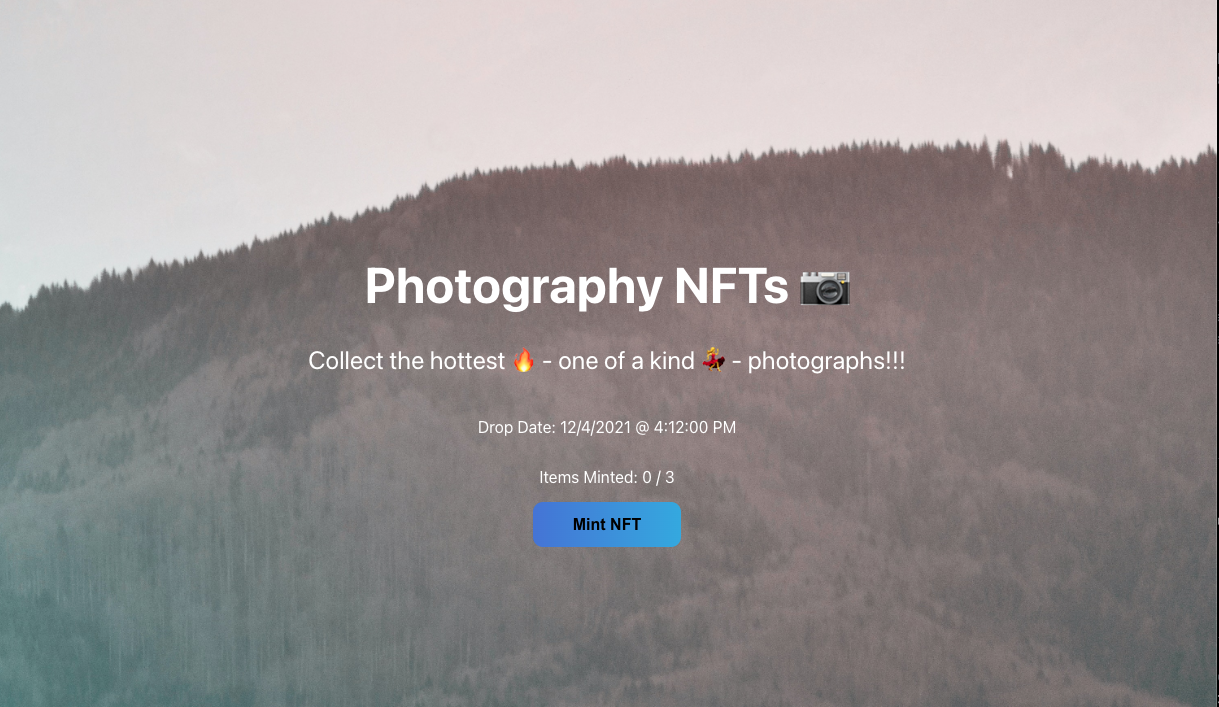 Photography NFTs 📷
Collect the hottest 🔥 - one of a kind 💃 - photographs!!!
Drop Date: 12/4/2021 @ 4:12:00 PM
Items Minted: 0 / 3
Mint NFT